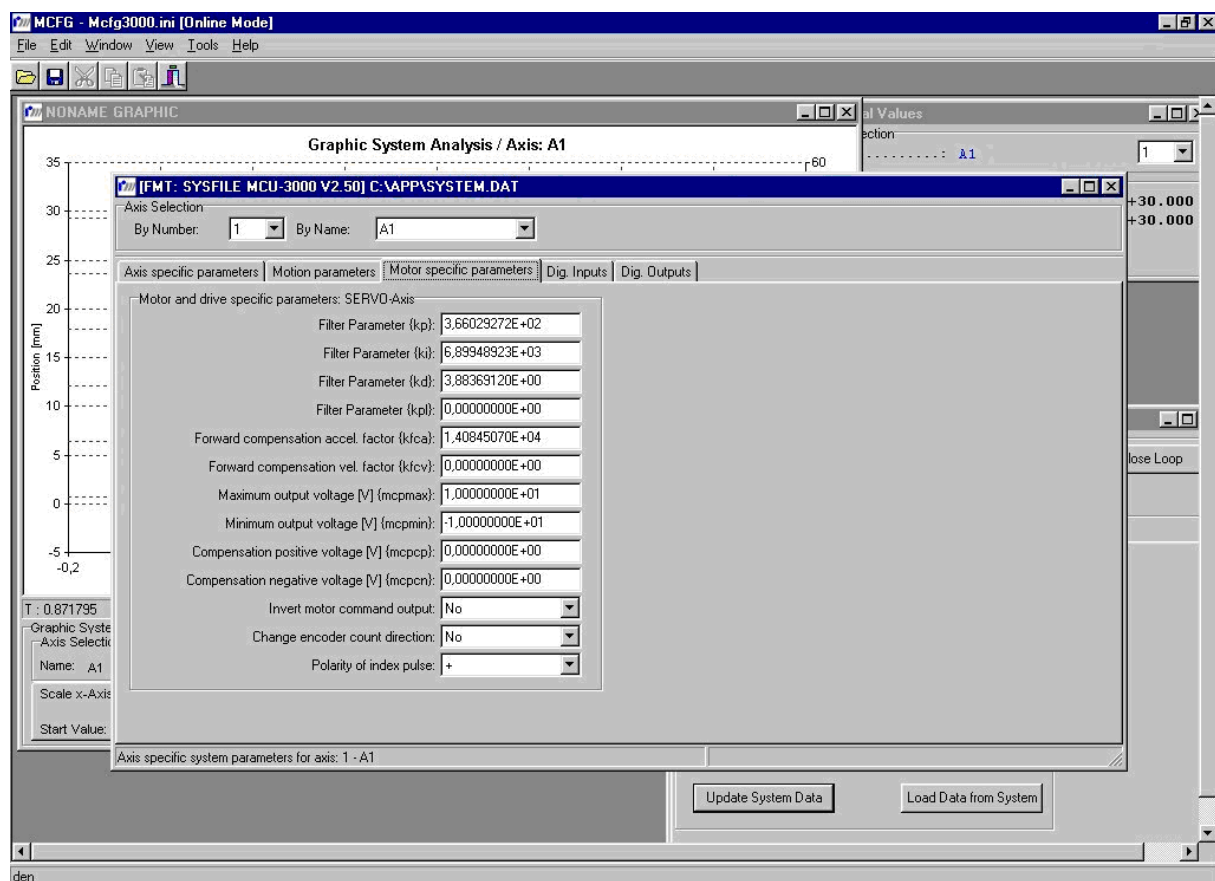 MCFG - Mcfg3000.ini [Online Mode]
File Edit Window View Tools Help
NONAME GRAPHIC
al Values
Graphic System Analysis / Axis: A1
ection
.........: A1
1
35
60
[FMT: SYSFILE MCU-3000 V2.50] C:\APP\SYSTEM.DAT
+30.000
+30.000
Axis Selection
By Number: 1 By Name: A1
Axis specific parameters Motion parameters Motor specific parameters Dig. Inputs Dig. Outputs
30
25
20
15
10
5
0
-5
-0,2
Position [mm]
Motor and drive specific parameters: SERVO-Axis
Filter Parameter {kp}: 3,66029272E+02
Filter Parameter {ki}: 6,89948923E+03
Filter Parameter {kd}: 3,88369120E+00
Filter Parameter {kpl}: 0,00000000E+00
Forward compensation accel. factor {kfca}: 1,40845070E+04
Forward compensation vel. factor {kfcv}: 0,00000000E+00
Maximum output voltage [V] {mcpmax}: 1,00000000E+01
Minimum output voltage [V] {mcpmin}: -1,00000000E+01
Compensation positive voltage [V] {mcpcp}: 0,00000000E+00
Compensation negative voltage [V] {mcpcn}: 0,00000000E+00
Invert motor command output: No
Change encoder count direction: No
Polarity of index pulse: +
lose Loop
T : 0.871795
Graphic Syste
Axis Selectio
Name: A1
Scale x-Axis
Start Value:
Axis specific system parameters for axis: 1 - A1
Update System Data
Load Data from System
den